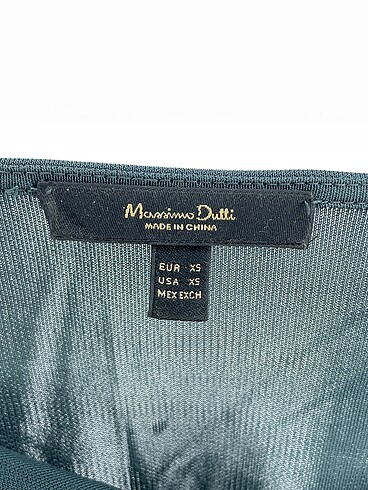 Massimo Dutti
MADE IN CHINA
EUR XS
USA XS
MEX EXCH